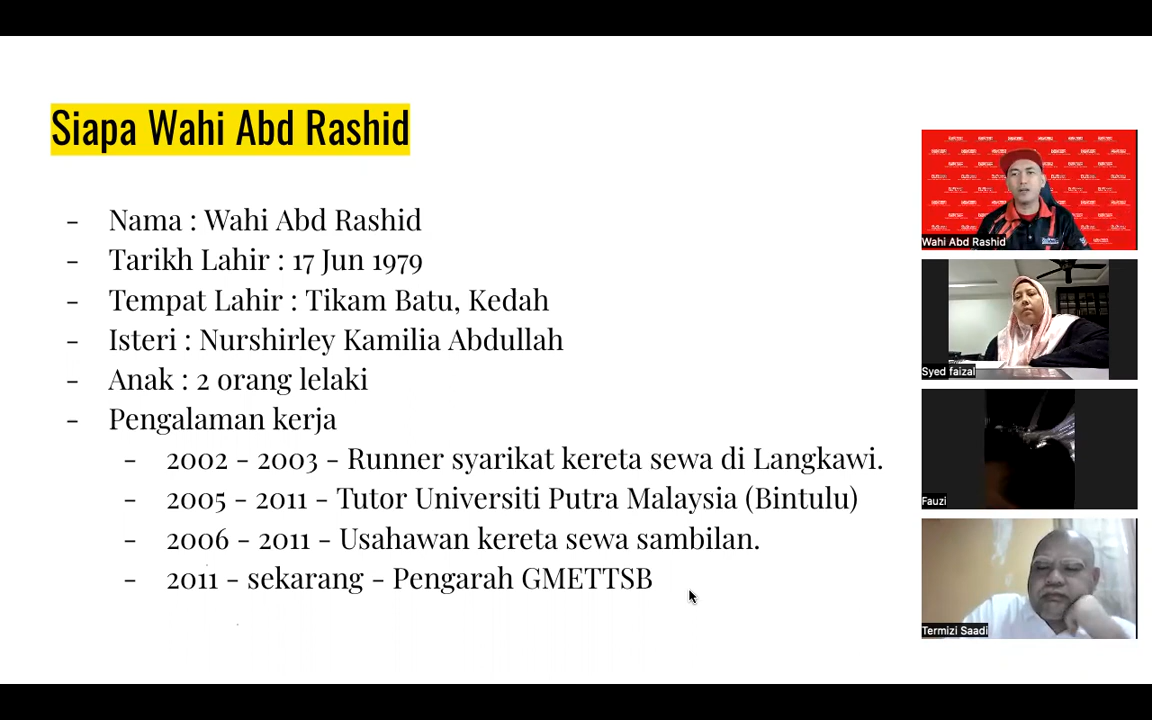 Siapa Wahi Abd Rashid
- Nama : Wahi Abd Rashid
- Tarikh Lahir : 17 Jun 1979
- Tempat Lahir : Tikam Batu, Kedah
- Isteri : Nurshirley Kamilia Abdullah
- Anak : 2 orang lelaki
- Pengalaman kerja
- 2002 - 2003 - Runner syarikat kereta sewa di Langkawi.
- 2005 - 2011 - Tutor Universiti Putra Malaysia (Bintulu)
- 2006 - 2011 - Usahawan kereta sewa sambilan.
- 2011 - sekarang - Pengarah GMETTSB
Wahi Abd Rashid
Syed faizal
Fauzi
Termizi Saadi